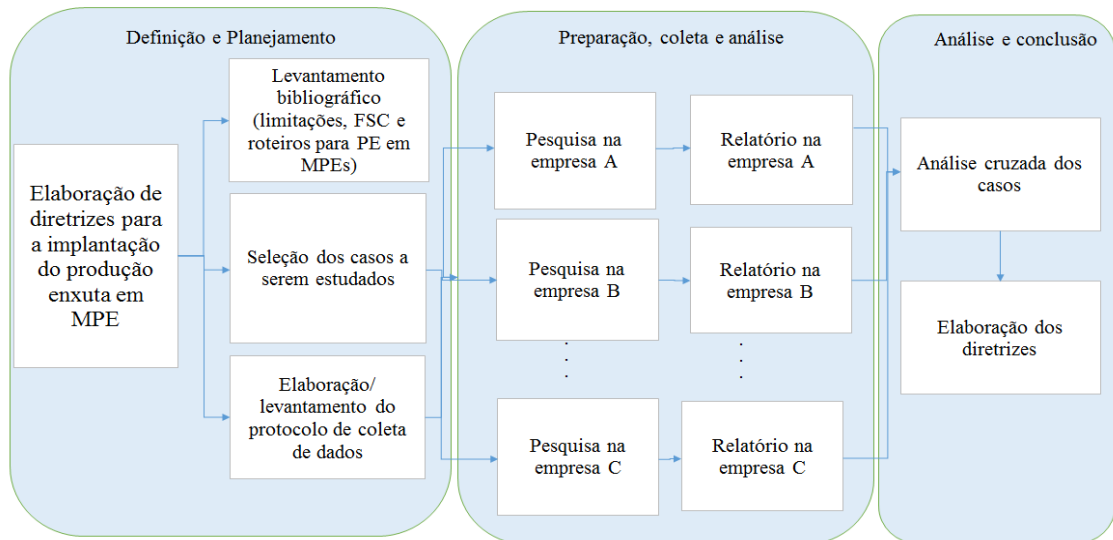 Definição e Planejamento
Elaboração de
diretrizes para
a implantação
do produção
enxuta em
MPE
Levantamento
bibliográfico
(limitações, FSC e
roteiros para PE em
MPEs)
Seleção dos casos a
serem estudados
Elaboração/
levantamento do
protocolo de coleta
de dados
Preparação, coleta e análise
Pesquisa na
empresa A
Relatório na
empresa A
Pesquisa na
empresa B
Relatório na
empresa B
Pesquisa na
empresa C
Relatório na
empresa C
Análise e conclusão
Análise cruzada dos
casos
Elaboração dos
diretrizes